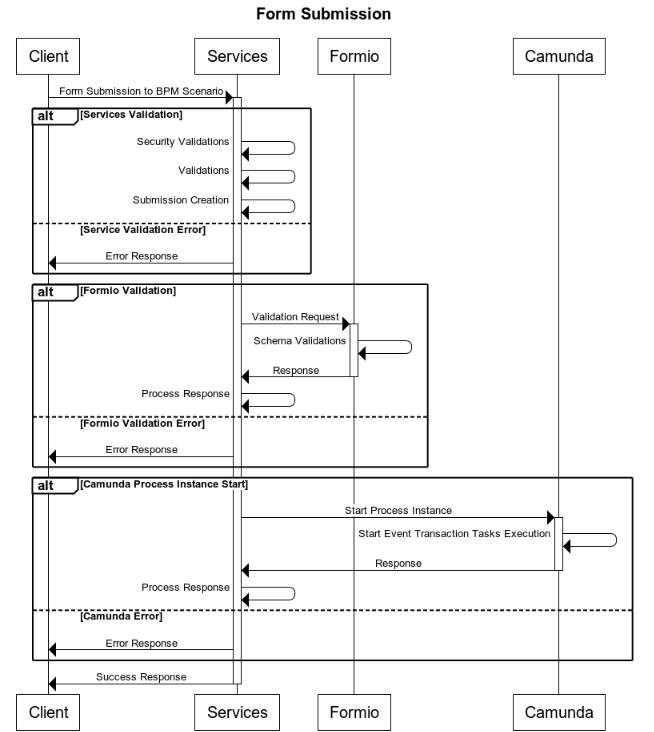 Form Submission
Client Services Formio Camunda
Form Submission to BPM Scenario
alt [Services Validation]
Security Validations
Validations
Submission Creation
[Service Validation Error]
Error Response
alt [Formio Validation]
Validation Request
Schema Validations
Response
Process Response
[Formio Validation Error]
Error Response
alt [Camunda Process Instance Start]
Start Process Instance
Start Event Transaction Tasks Execution
Response
Process Response
[Camunda Error]
Error Response
Success Response
Client Services Formio Camunda